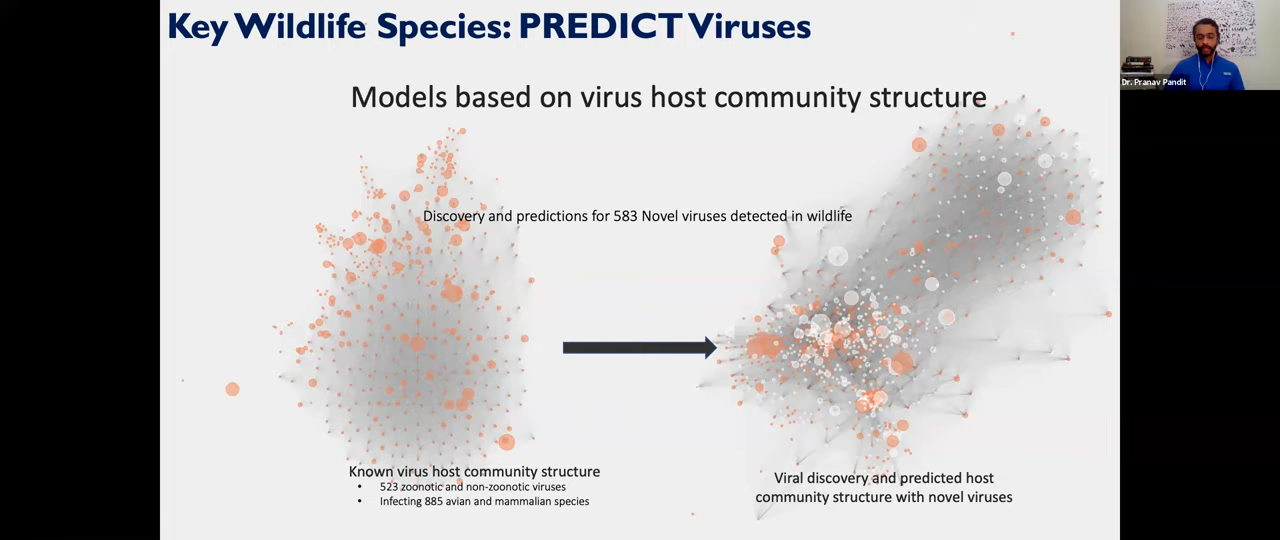 Key Wildlife Species: PREDICT Viruses
Dr. Pranav Pandit
Models based on virus host community structure
Discovery and predictions for 583 Novel viruses detected in wildlife
Known virus host community structure
• 523 zoonotic and non-zoonotic viruses
• Infecting 885 avian and mammalian species
Viral discovery and predicted host
community structure with novel viruses